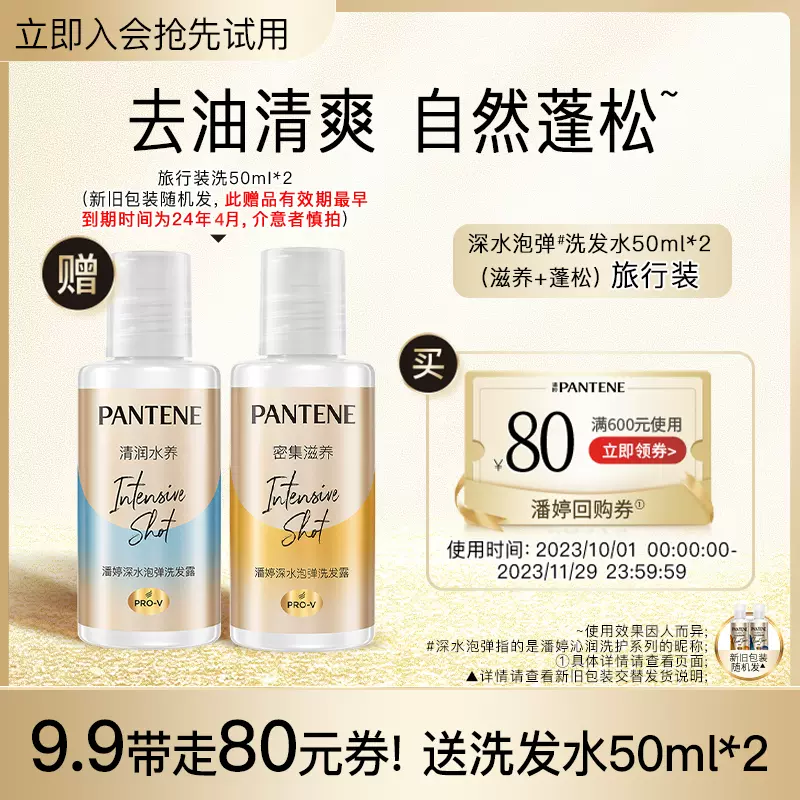 立即入会抢先试用
去油清爽 自然蓬松~
旅行装洗50ml*2
(新旧包装随机发, 此赠品有效期最早
到期时间为24年4月, 介意者慎拍)
赠
PANTENE
清润水养
Intensive
Shot
潘婷深水泡弹洗发露
PRO-V
PANTENE
密集滋养
Intensive
Shot
潘婷深水泡弹洗发露
PRO-V
深水泡弹#洗发水50ml*2
(滋养+蓬松) 旅行装
买
潘婷PANTENE
¥80
满600元使用
立即领券>
潘婷回购券①
使用时间: 2023/10/01 00:00:00-
2023/11/29 23:59:59
~使用效果因人而异;
#深水泡弹指的是潘婷沁润洗护系列的昵称;
①具体详情请查看页面;
▲详情请查看新旧包装交替发货说明;
新旧包装
随机发▲
9.9带走80元券! 送洗发水50ml*2